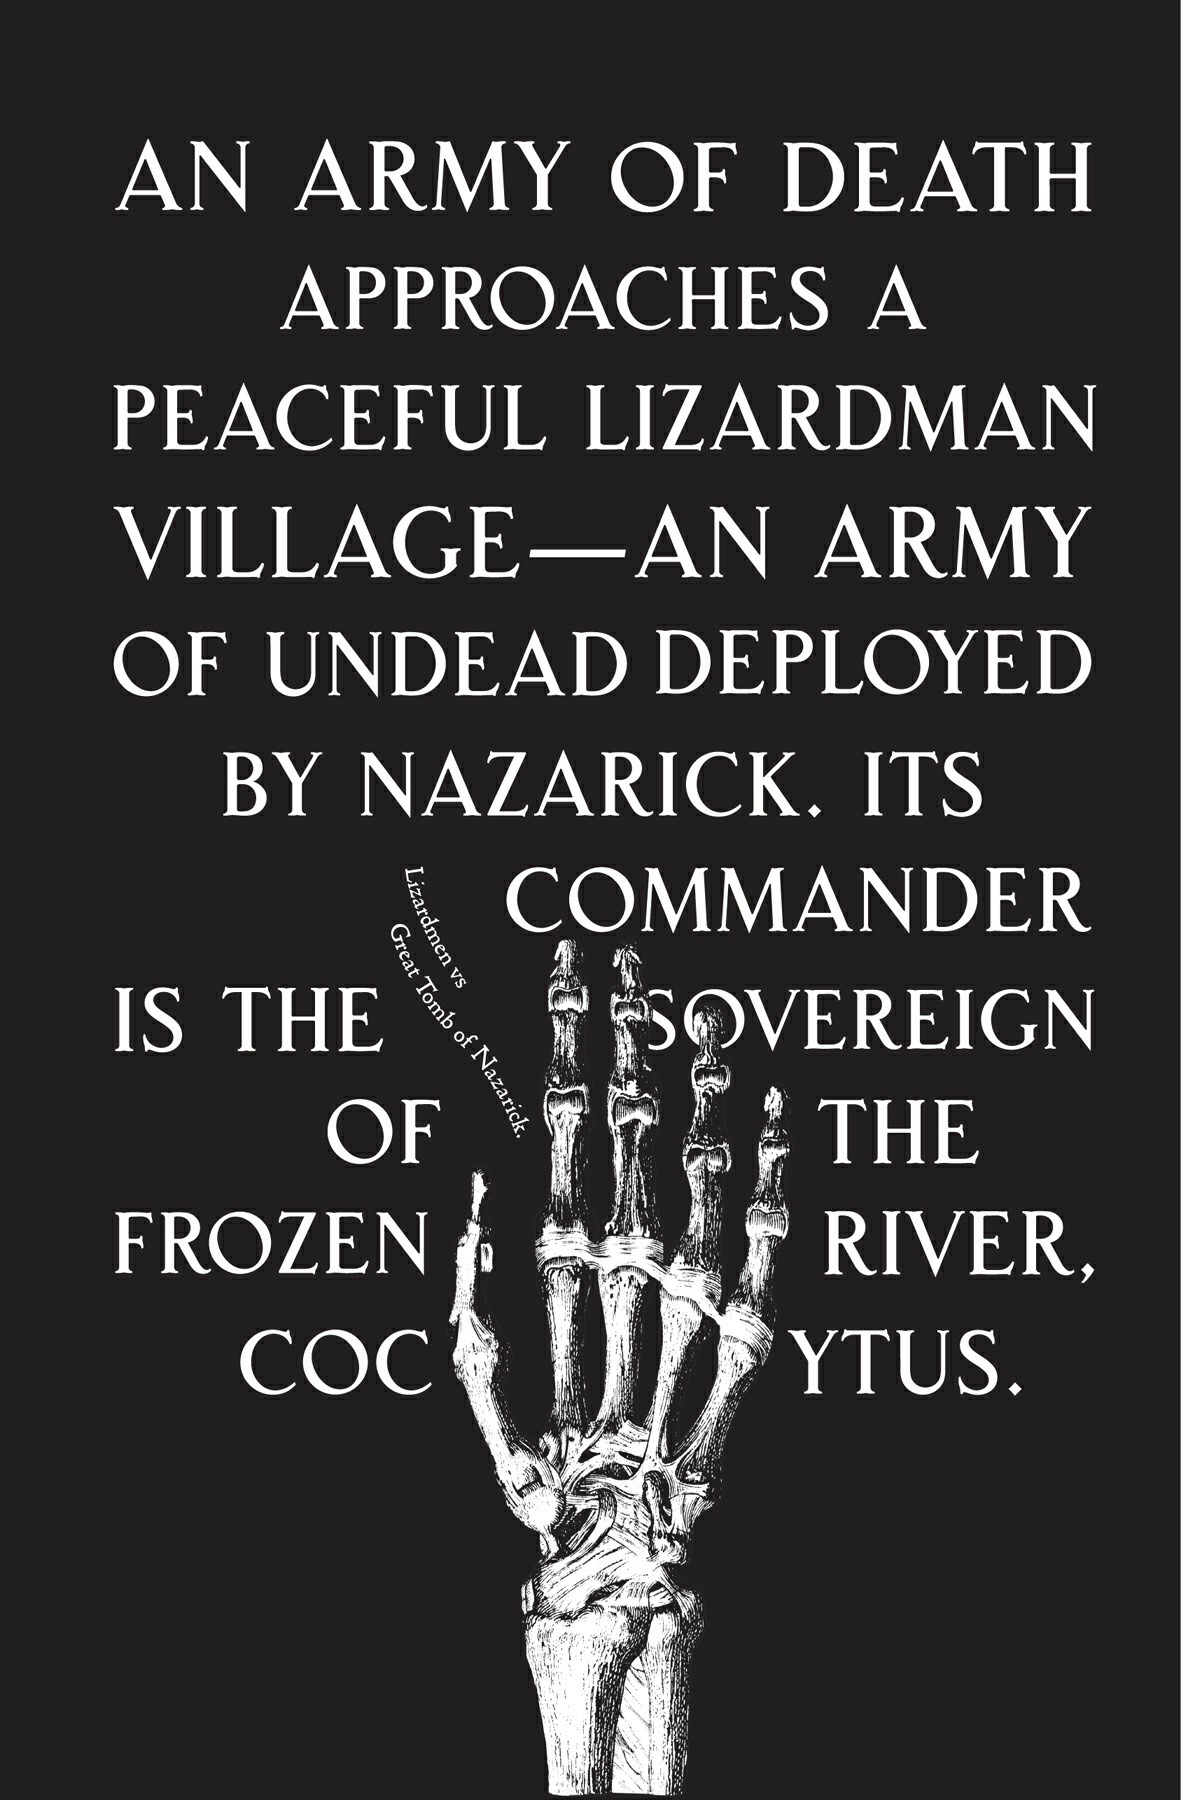 AN ARMY OF DEATH
APPROACHES A
PEACEFUL LIZARDMAN
VILLAGE—AN ARMY
OF UNDEAD DEPLOYED
BY NAZARICK. ITS
COMMANDER
IS THE SOVEREIGN
OF THE
FROZEN RIVER,
COC YTUS.
Lizardmen vs
Great Tomb of Nazarick.